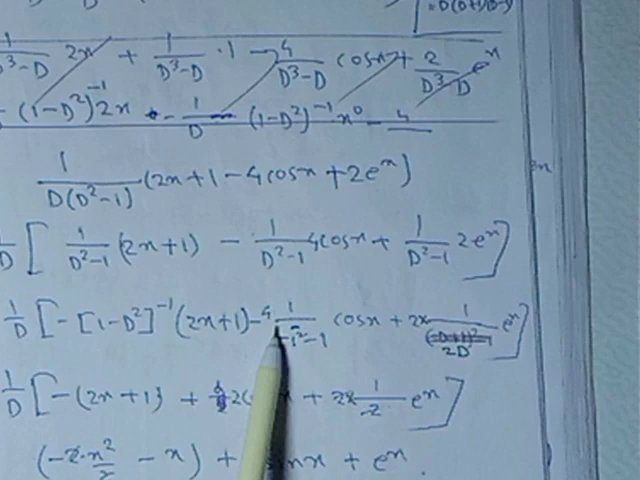 = D(D+1)(D-1)
1/(D³-D) 2x + 1/(D³-D) · 1 - 4/(D³-D) cosx + 2/(D³-D) eˣ
- (1-D²)⁻¹ 2x - 1/D (1-D²)⁻¹ x⁰ - 4
1/(D(D²-1)) (2x+1-4cosx+2eˣ)
1/D [ 1/(D²-1) (2x+1) - 1/(D²-1) 4cosx + 1/(D²-1) 2eˣ ]
1/D [ -[1-D²]⁻¹ (2x+1) - 4 1/(-1²-1) cosx + 2x 1/2D eˣ ]
1/D [ -(2x+1) + 2 + 2x 1/2 eˣ ]
(-2·x²/2 - x) + nx + eˣ.